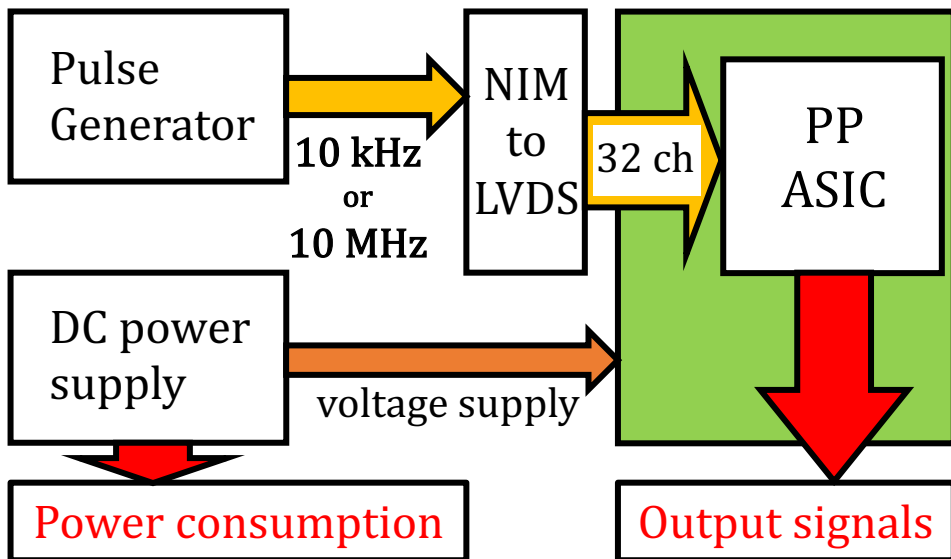 Pulse
Generator
10 kHz
or
10 MHz
NIM
to
LVDS
32 ch
PP
ASIC
DC power
supply
voltage supply
Power consumption
Output signals